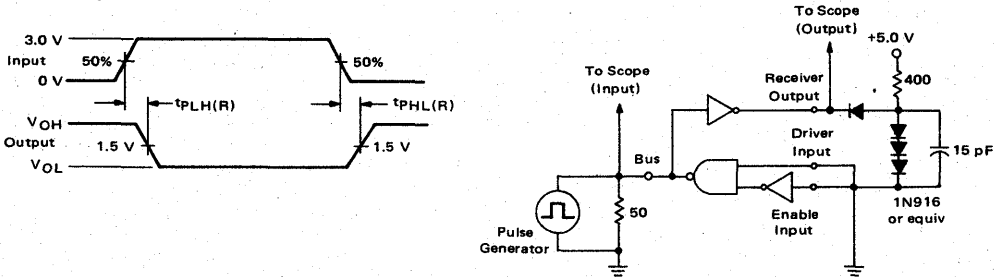 3.0 V
Input
50%
50%
0 V
tPLH(R)
tPHL(R)
VOH
Output
1.5 V
1.5 V
VOL
To Scope
(Input)
To Scope
(Output)
+5.0 V
400
Receiver
Output
Driver
Input
15 pF
Bus
1N916
or equiv
50
Enable
Input
Pulse
Generator